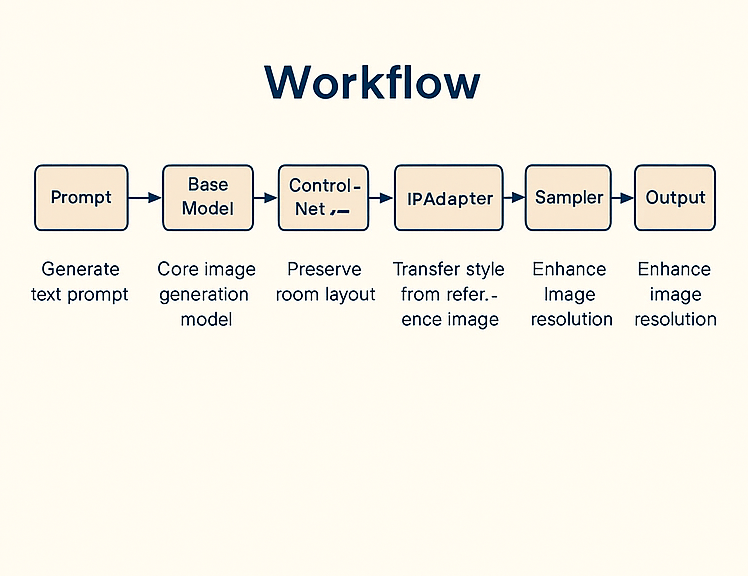 Workflow
Prompt
Base
Model
Control-
Net
IPAdapter
Sampler
Output
Generate
text prompt
Core image
generation
model
Preserve
room layout
Transfer style
from refer.-
ence image
Enhance
Image
resolution
Enhance
image
resolution